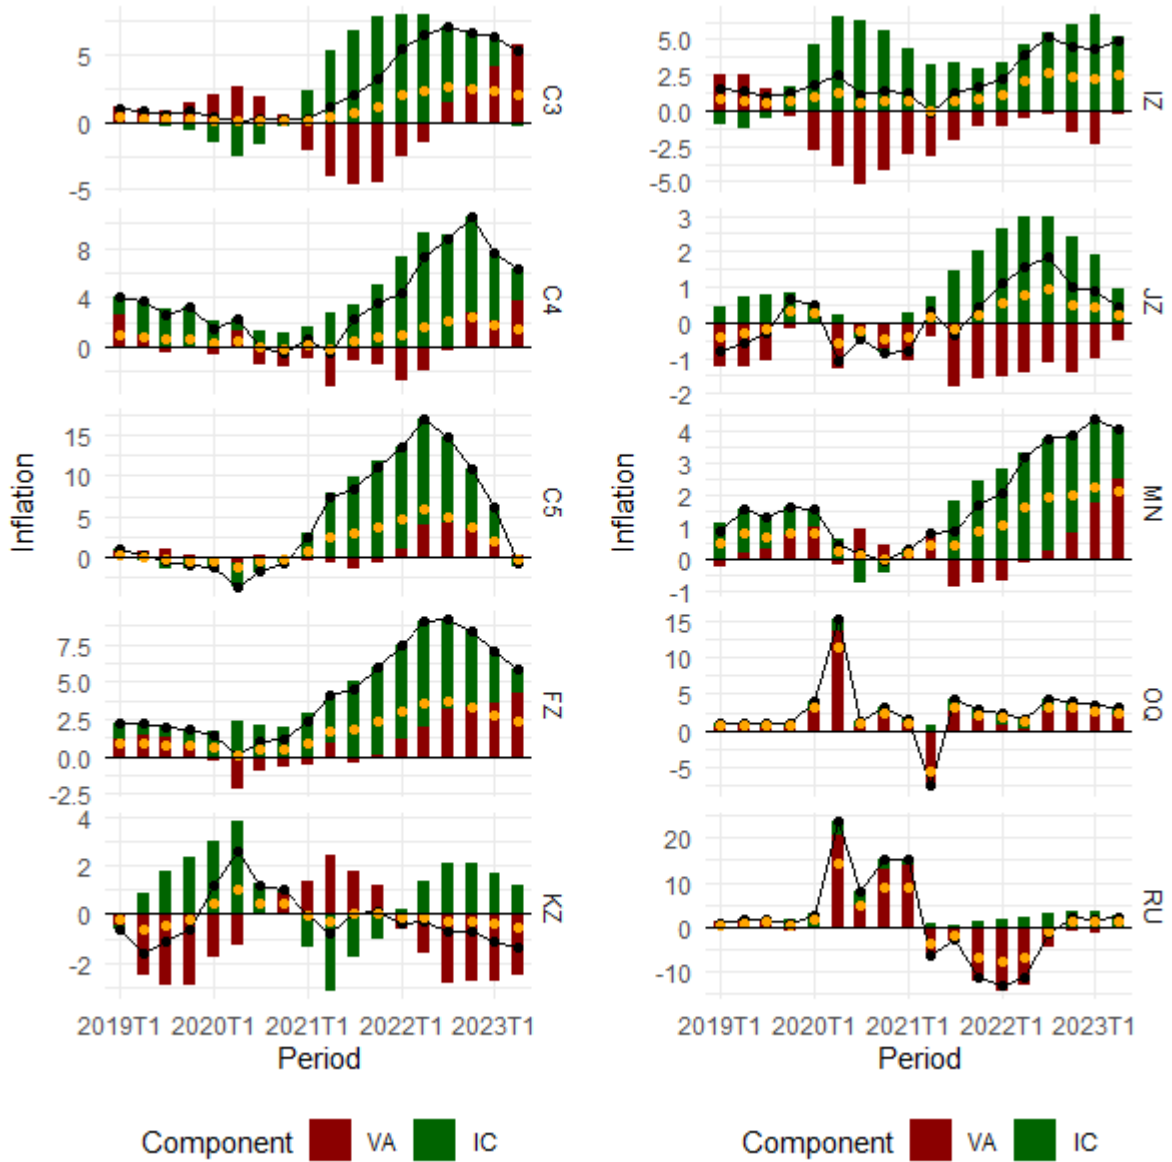 5
0
-5
C3
8
4
0
C4
15
10
5
0
C5
7.5
5.0
2.5
0.0
-2.5
FZ
4
2
0
-2
KZ
Inflation
2019T1 2020T1 2021T1 2022T1 2023T1
Period
Component VA IC
5.0
2.5
0.0
-2.5
-5.0
IZ
3
2
1
0
-1
-2
JZ
4
3
2
1
0
-1
MN
15
10
5
0
-5
OQ
20
10
0
-10
RU
Inflation
2019T1 2020T1 2021T1 2022T1 2023T1
Period
Component VA IC